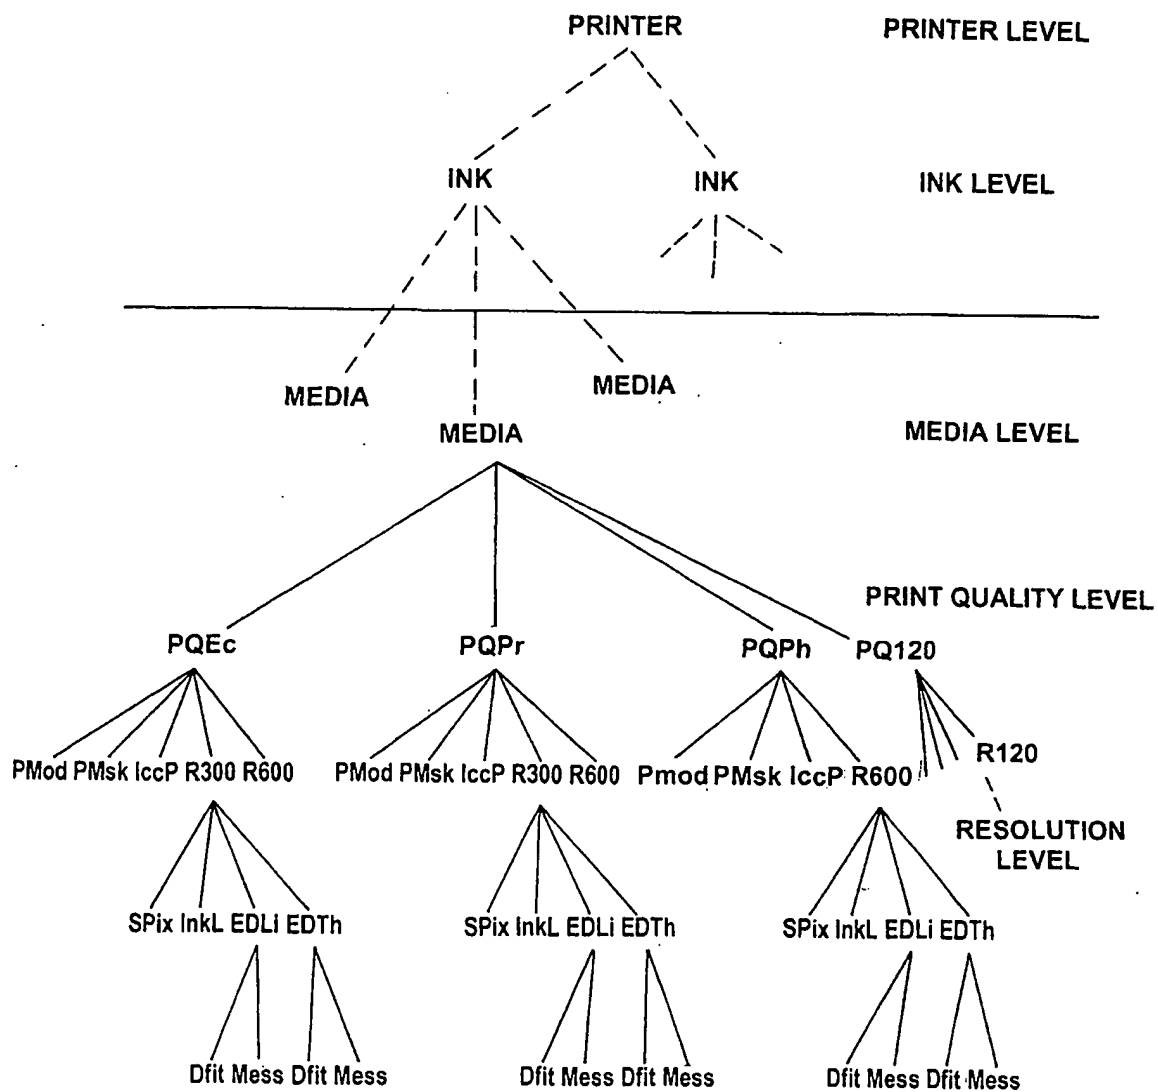 PRINTER PRINTER LEVEL
INK INK INK LEVEL
MEDIA MEDIA
MEDIA MEDIA LEVEL
PRINT QUALITY LEVEL
PQEc PQPr PQPh PQ120
R120
PMod PMsk IccP R300 R600 PMod PMsk IccP R300 R600 Pmod PMsk IccP R600
RESOLUTION
LEVEL
SPix InkL EDLi EDTh SPix InkL EDLi EDTh SPix InkL EDLi EDTh
Dfit Mess Dfit Mess Dfit Mess Dfit Mess Dfit Mess Dfit Mess